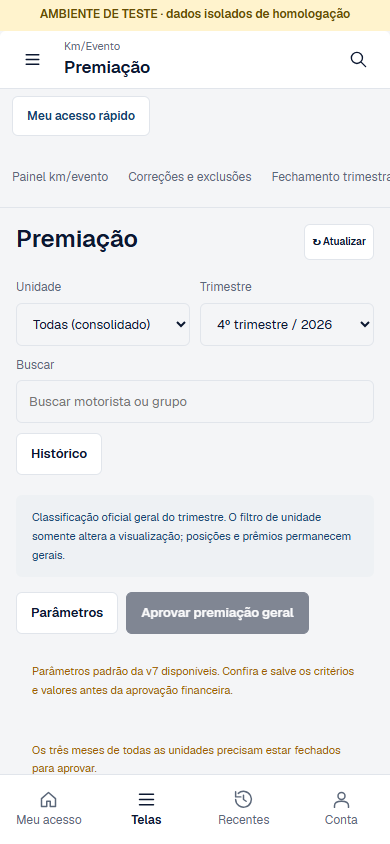 AMBIENTE DE TESTE · dados isolados de homologação
Km/Evento
Premiação
Meu acesso rápido
Painel km/evento Correções e exclusões Fechamento trimestra
Premiação
↻ Atualizar
Unidade Trimestre
Todas (consolidado) 4º trimestre / 2026
Buscar
Buscar motorista ou grupo
Histórico
Classificação oficial geral do trimestre. O filtro de unidade
somente altera a visualização; posições e prêmios permanecem
gerais.
Parâmetros Aprovar premiação geral
Parâmetros padrão da v7 disponíveis. Confira e salve os critérios
e valores antes da aprovação financeira.
Os três meses de todas as unidades precisam estar fechados
para aprovar.
Meu acesso Telas Recentes Conta